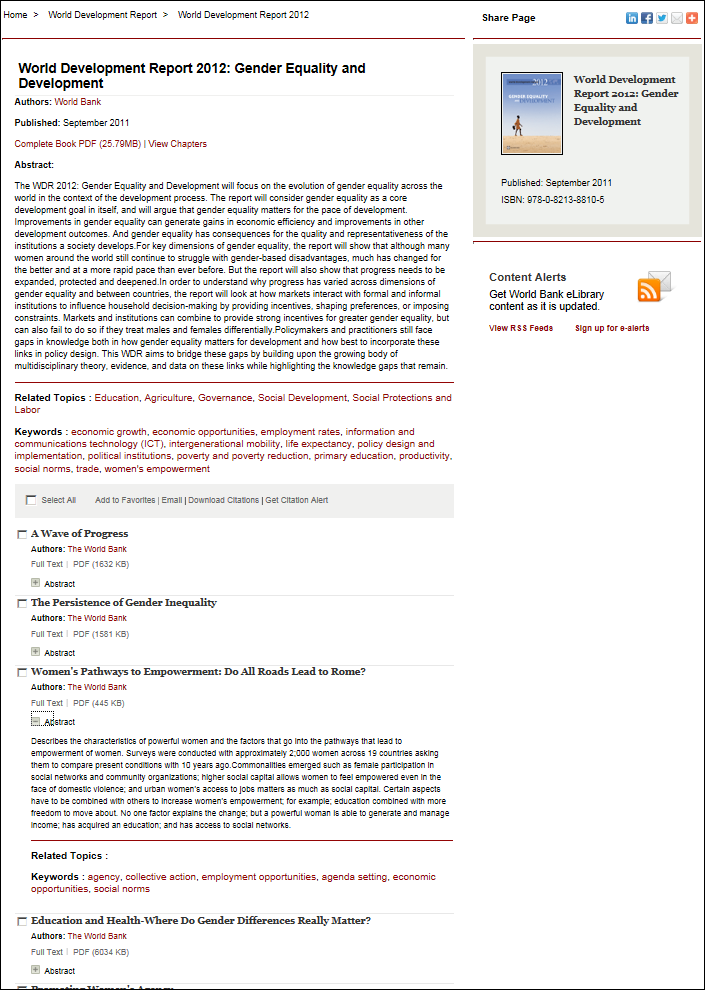 Home > World Development Report > World Development Report 2012
Share Page
World Development Report 2012: Gender Equality and
Development
Authors: World Bank
Published: September 2011
Complete Book PDF (25.79MB) | View Chapters
Abstract:
The WDR 2012: Gender Equality and Development will focus on the evolution of gender equality across the
world in the context of the development process. The report will consider gender equality as a core
development goal in itself, and will argue that gender equality matters for the pace of development.
Improvements in gender equality can generate gains in economic efficiency and improvements in other
development outcomes. And gender equality has consequences for the quality and representativeness of the
institutions a society develops.For key dimensions of gender equality, the report will show that although many
women around the world still continue to struggle with gender-based disadvantages, much has changed for
the better and at a more rapid pace than ever before. But the report will also show that progress needs to be
expanded, protected and deepened.In order to understand why progress has varied across dimensions of
gender equality and between countries, the report will look at how markets interact with formal and informal
institutions to influence household decision-making by providing incentives, shaping preferences, or imposing
constraints. Markets and institutions can combine to provide strong incentives for greater gender equality, but
can also fail to do so if they treat males and females differentially.Policymakers and practitioners still face
gaps in knowledge both in how gender equality matters for development and how best to incorporate these
links in policy design. This WDR aims to bridge these gaps by building upon the growing body of
multidisciplinary theory, evidence, and data on these links while highlighting the knowledge gaps that remain.
Related Topics : Education, Agriculture, Governance, Social Development, Social Protections and
Labor
Keywords : economic growth, economic opportunities, employment rates, information and
communications technology (ICT), intergenerational mobility, life expectancy, policy design and
implementation, political institutions, poverty and poverty reduction, primary education, productivity,
social norms, trade, women's empowerment
Select All Add to Favorites | Email | Download Citations | Get Citation Alert
A Wave of Progress
Authors: The World Bank
Full Text | PDF (1632 KB)
Abstract
The Persistence of Gender Inequality
Authors: The World Bank
Full Text | PDF (1581 KB)
Abstract
Women's Pathways to Empowerment: Do All Roads Lead to Rome?
Authors: The World Bank
Full Text | PDF (445 KB)
Abstract
Describes the characteristics of powerful women and the factors that go into the pathways that lead to
empowerment of women. Surveys were conducted with approximately 2,000 women across 19 countries asking
them to compare present conditions with 10 years ago.Commonalities emerged such as female participation in
social networks and community organizations; higher social capital allows women to feel empowered even in the
face of domestic violence; and urban women's access to jobs matters as much as social capital. Certain aspects
have to be combined with others to increase women's empowerment; for example; education combined with more
freedom to move about. No one factor explains the change; but a powerful woman is able to generate and manage
income; has acquired an education; and has access to social networks.
Related Topics :
Keywords : agency, collective action, employment opportunities, agenda setting, economic
opportunities, social norms
Education and Health-Where Do Gender Differences Really Matter?
Authors: The World Bank
Full Text | PDF (6034 KB)
Abstract
Promoting Women's Agency
2012
GENDER EQUALITY
AND DEVELOPMENT
World Development
Report 2012: Gender
Equality and
Development
Published: September 2011
ISBN: 978-0-8213-8810-5
Content Alerts
Get World Bank eLibrary
content as it is updated.
View RSS Feeds Sign up for e-alerts